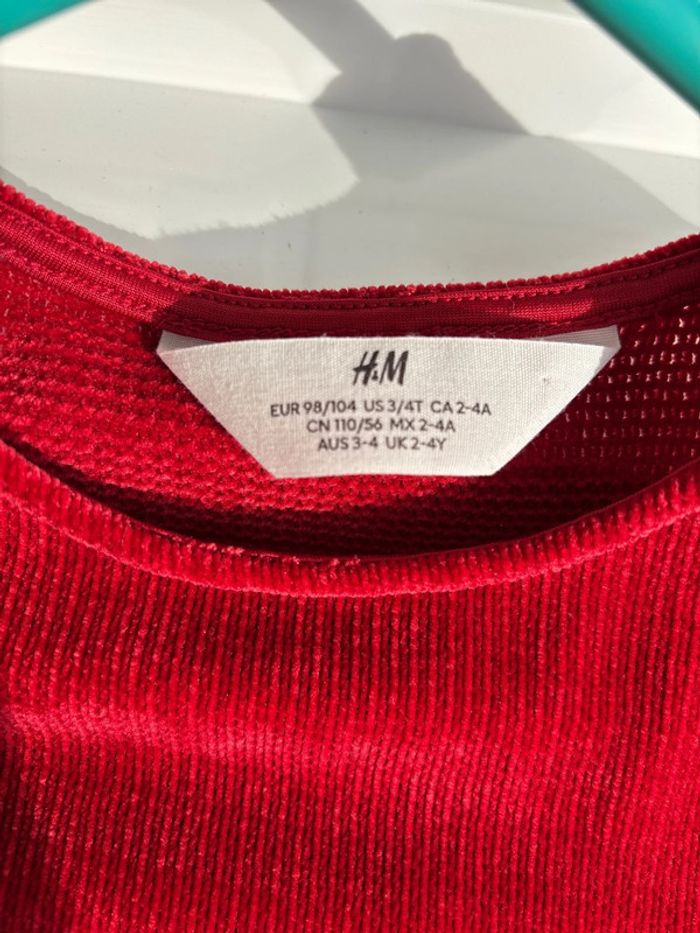 H&M
EUR 98/104 US 3/4T CA 2-4A
CN 110/56 MX 2-4A
AUS 3-4 UK 2-4Y